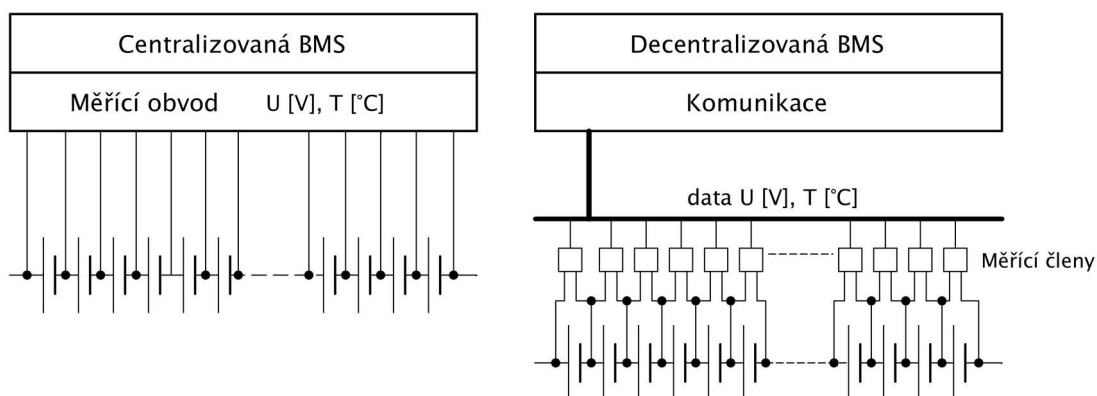 Centralizovaná BMS
Měřící obvod U [V], T [°C]
Decentralizovaná BMS
Komunikace
data U [V], T [°C]
Měřící členy